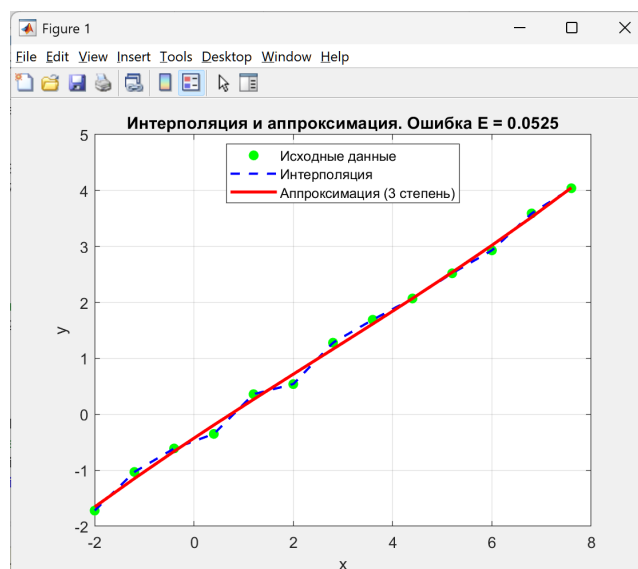 Figure 1
File Edit View Insert Tools Desktop Window Help
Интерполяция и аппроксимация. Ошибка E = 0.0525
Исходные данные
Интерполяция
Аппроксимация (3 степень)
5
4
3
2
1
0
-1
-2
y
-2 0 2 4 6 8
x